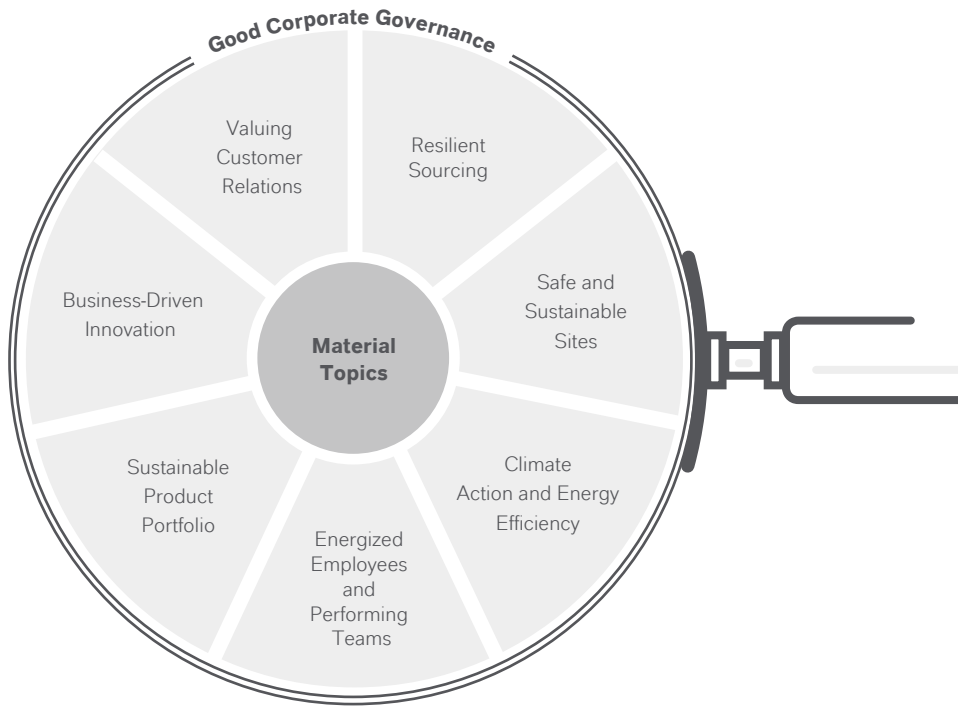 Good Corporate Governance
Valuing
Customer
Relations
Resilient
Sourcing
Business-Driven
Innovation
Safe and
Sustainable
Sites
Material
Topics
Sustainable
Product
Portfolio
Climate
Action and Energy
Efficiency
Energized
Employees
and
Performing
Teams